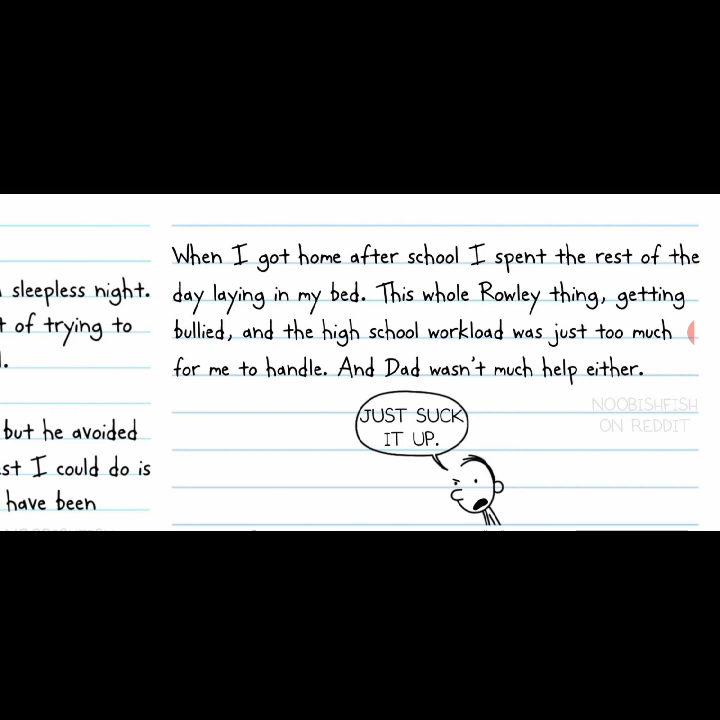 sleepless night.
t of trying to
but he avoided
st I could do is
have been
When I got home after school I spent the rest of the
day laying in my bed. This whole Rowley thing, getting
bullied, and the high school workload was just too much
for me to handle. And Dad wasn't much help either.
JUST SUCK
IT UP.
NOOBISHFISH
ON REDDIT